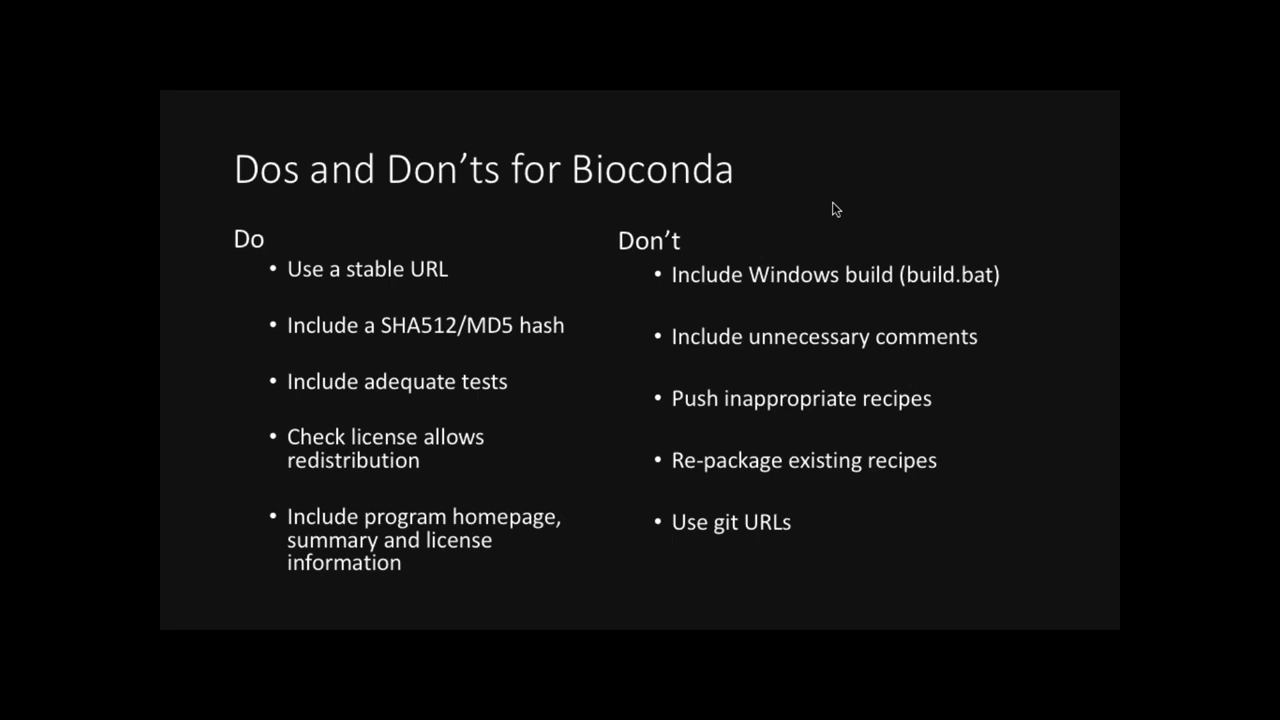 Dos and Don’ts for Bioconda
Do
• Use a stable URL
• Include a SHA512/MD5 hash
• Include adequate tests
• Check license allows
redistribution
• Include program homepage,
summary and license
information
Don’t
• Include Windows build (build.bat)
• Include unnecessary comments
• Push inappropriate recipes
• Re-package existing recipes
• Use git URLs